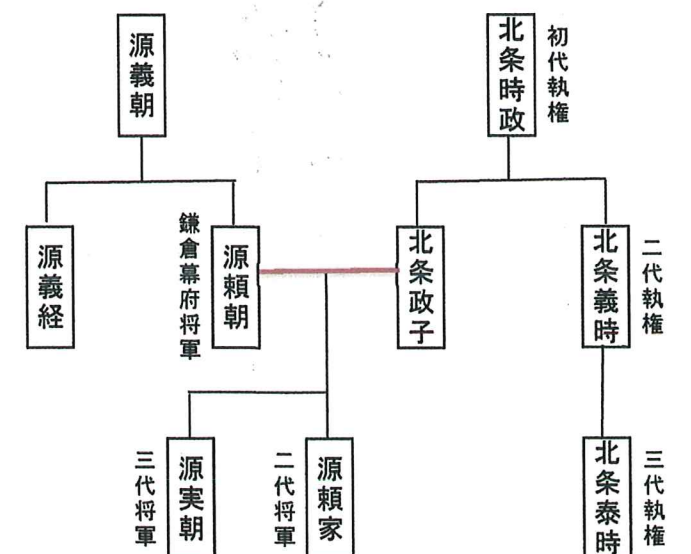 初代執権
北条時政
源義朝
二代執権
北条義時
北条政子
源頼朝
鎌倉幕府将軍
源義経
三代執権
北条泰時
源頼家
二代将軍
源実朝
三代将軍